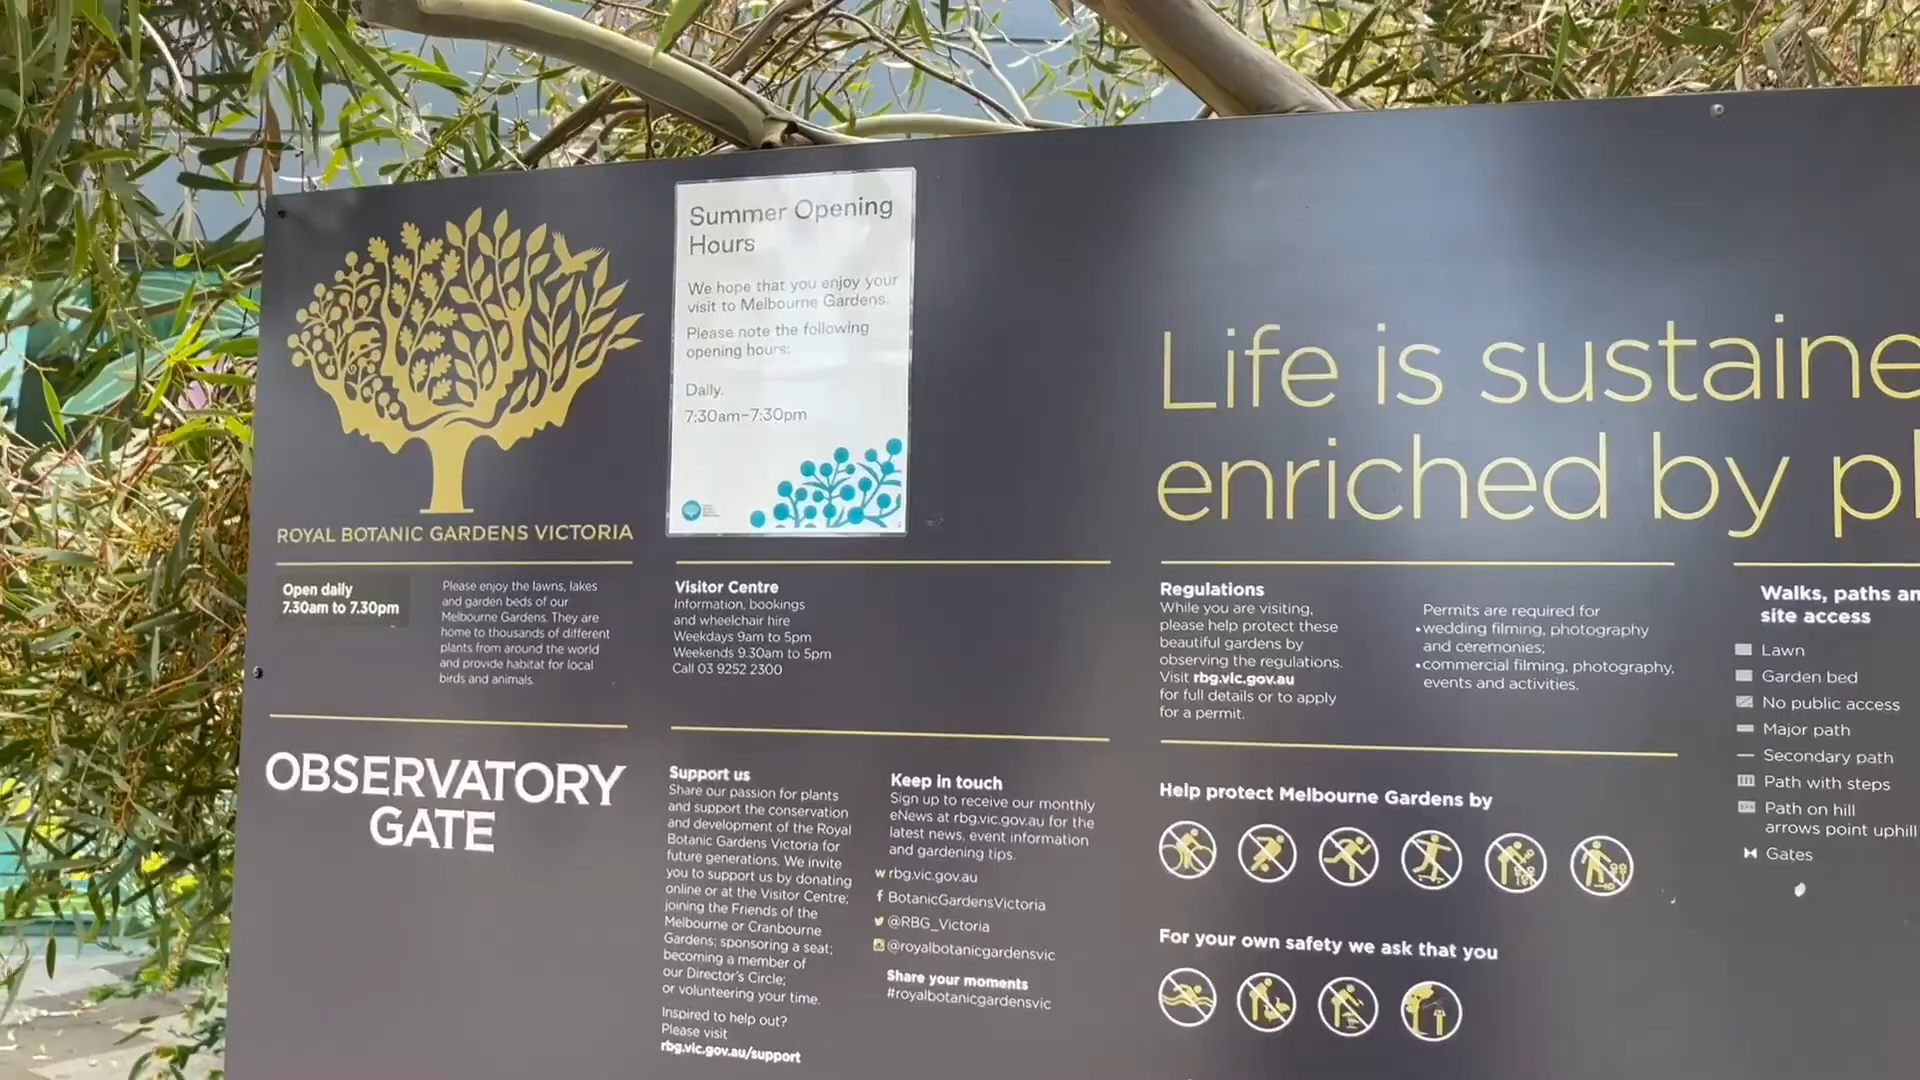 Summer Opening
Hours
We hope that you enjoy your
visit to Melbourne Gardens.
Please note the following
opening hours:
Daily.
7:30am–7:30pm
ROYAL BOTANIC GARDENS VICTORIA
Open daily
7.30am to 7.30pm
Please enjoy the lawns, lakes
and garden beds of our
Melbourne Gardens. They are
home to thousands of different
plants from around the world
and provide habitat for local
birds and animals.
OBSERVATORY
GATE
Visitor Centre
Information, bookings
and wheelchair hire
Weekdays 9am to 5pm
Weekends 9.30am to 5pm
Call 03 9252 2300
Support us
Share our passion for plants
and support the conservation
and development of the Royal
Botanic Gardens Victoria for
future generations. We invite
you to support us by donating
online or at the Visitor Centre;
joining the Friends of the
Melbourne or Cranbourne
Gardens; sponsoring a seat;
becoming a member of
our Director's Circle;
or volunteering your time.
Inspired to help out?
Please visit
rbg.vic.gov.au/support
Keep in touch
Sign up to receive our monthly
eNews at rbg.vic.gov.au for the
latest news, event information
and gardening tips.
w rbg.vic.gov.au
f BotanicGardensVictoria
@RBG_Victoria
@royalbotanicgardensvic
Share your moments
#royalbotanicgardensvic
Life is sustaine
enriched by pl
Regulations
While you are visiting,
please help protect these
beautiful gardens by
observing the regulations.
Visit rbg.vic.gov.au
for full details or to apply
for a permit.
Permits are required for
•wedding filming, photography
and ceremonies;
•commercial filming, photography,
events and activities.
Help protect Melbourne Gardens by
For your own safety we ask that you
Walks, paths an
site access
Lawn
Garden bed
No public access
Major path
Secondary path
Path with steps
Path on hill
arrows point uphill
Gates